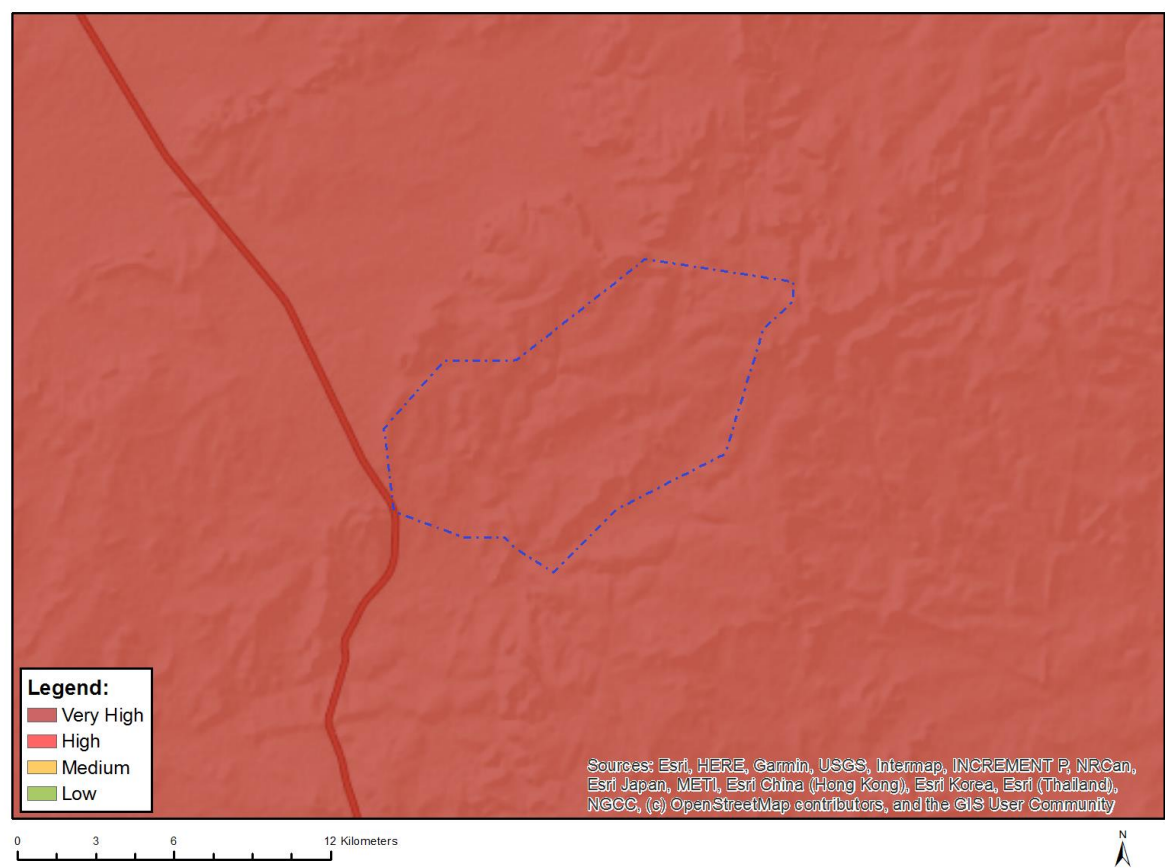 Legend:
Very High
High
Medium
Low
Sources: Esri, HERE, Garmin, USGS, Intermap, INCREMENT P, NRCan,
Esri Japan, METI, Esri China (Hong Kong), Esri Korea, Esri (Thailand),
NGCC, (c) OpenStreetMap contributors, and the GIS User Community
0 3 6 12 Kilometers
N